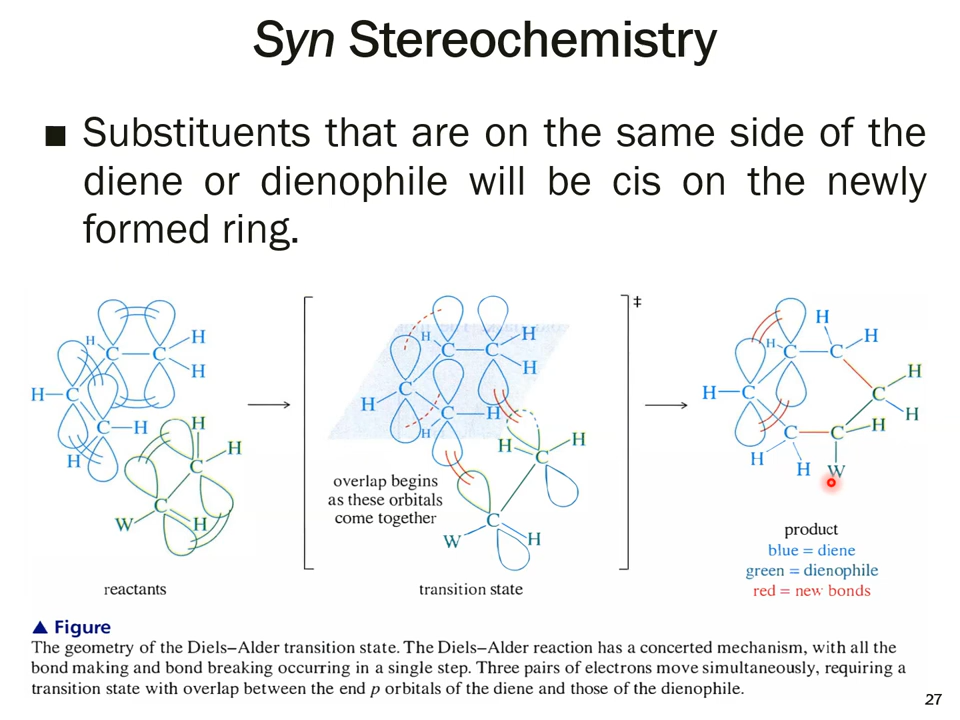 Syn Stereochemistry
■ Substituents that are on the same side of the
diene or dienophile will be cis on the newly
formed ring.
H
C
C
H
H
H
C
C
H
H
H
H
C
W
C
H
reactants
‡
H
C
C
H
H
C
H
C
H
H
H
H
C
overlap begins
as these orbitals
come together
C
W
H
transition state
H
H
H
C
C
H
H
C
C
H
C
C
H
H
H
W
product
blue = diene
green = dienophile
red = new bonds
▲ Figure
The geometry of the Diels–Alder transition state. The Diels–Alder reaction has a concerted mechanism, with all the
bond making and bond breaking occurring in a single step. Three pairs of electrons move simultaneously, requiring a
transition state with overlap between the end p orbitals of the diene and those of the dienophile.
27